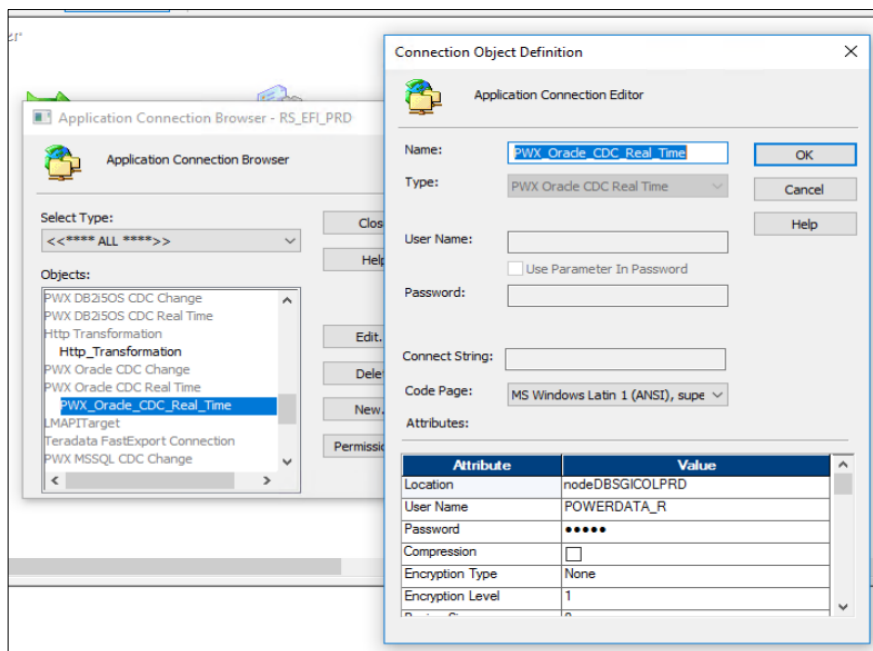 er
Application Connection Browser - RS_EFI_PRD
Application Connection Browser
Select Type:
<<**** ALL ****>>
Objects:
PWX DB2i5OS CDC Change
PWX DB2i5OS CDC Real Time
Http Transformation
Http_Transformation
PWX Oracle CDC Change
PWX Oracle CDC Real Time
PWX_Oracle_CDC_Real_Time
LMAPITarget
Teradata FastExport Connection
PWX MSSQL CDC Change
Clos
Help
Edit.
Delet
New.
Permissio
Connection Object Definition
Application Connection Editor
Name: PWX_Oracle_CDC_Real_Time
Type: PWX Oracle CDC Real Time
User Name:
Use Parameter In Password
Password:
Connect String:
Code Page: MS Windows Latin 1 (ANSI), supe
Attributes:
OK
Cancel
Help
Attribute Value
Location nodeDBSGICOLPRD
User Name POWERDATA_R
Password •••••
Compression
Encryption Type None
Encryption Level 1